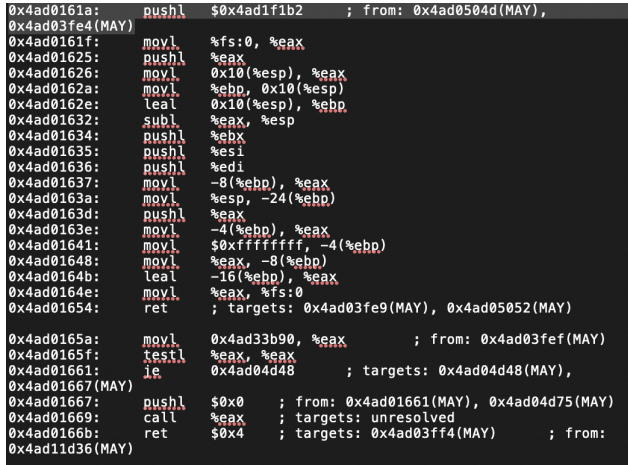 0x4ad0161a: pushl $0x4ad1f1b2 ; from: 0x4ad0504d(MAY),
0x4ad03fe4(MAY)
0x4ad0161f: movl %fs:0, %eax
0x4ad01625: pushl %eax
0x4ad01626: movl 0x10(%esp), %eax
0x4ad0162a: movl %ebp, 0x10(%esp)
0x4ad0162e: leal 0x10(%esp), %ebp
0x4ad01632: subl %eax, %esp
0x4ad01634: pushl %ebx
0x4ad01635: pushl %esi
0x4ad01636: pushl %edi
0x4ad01637: movl -8(%ebp), %eax
0x4ad0163a: movl %esp, -24(%ebp)
0x4ad0163d: pushl %eax
0x4ad0163e: movl -4(%ebp), %eax
0x4ad01641: movl $0xffffffff, -4(%ebp)
0x4ad01648: movl %eax, -8(%ebp)
0x4ad0164b: leal -16(%ebp), %eax
0x4ad0164e: movl %eax, %fs:0
0x4ad01654: ret ; targets: 0x4ad03fe9(MAY), 0x4ad05052(MAY)
0x4ad0165a: movl 0x4ad33b90, %eax ; from: 0x4ad03fef(MAY)
0x4ad0165f: testl %eax, %eax
0x4ad01661: je 0x4ad04d48 ; targets: 0x4ad04d48(MAY),
0x4ad01667(MAY)
0x4ad01667: pushl $0x0 ; from: 0x4ad01661(MAY), 0x4ad04d75(MAY)
0x4ad01669: call %eax ; targets: unresolved
0x4ad0166b: ret $0x4 ; targets: 0x4ad03ff4(MAY) ; from:
0x4ad11d36(MAY)